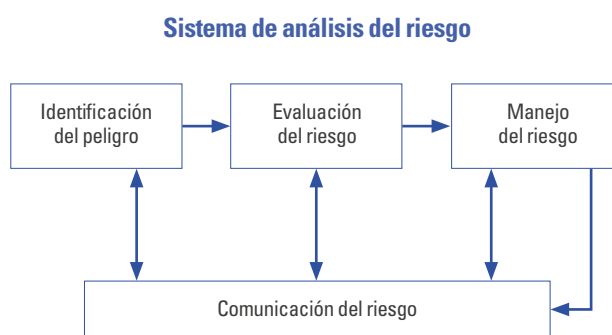 Sistema de análisis del riesgo
Identificación
del peligro
Evaluación
del riesgo
Manejo
del riesgo
Comunicación del riesgo